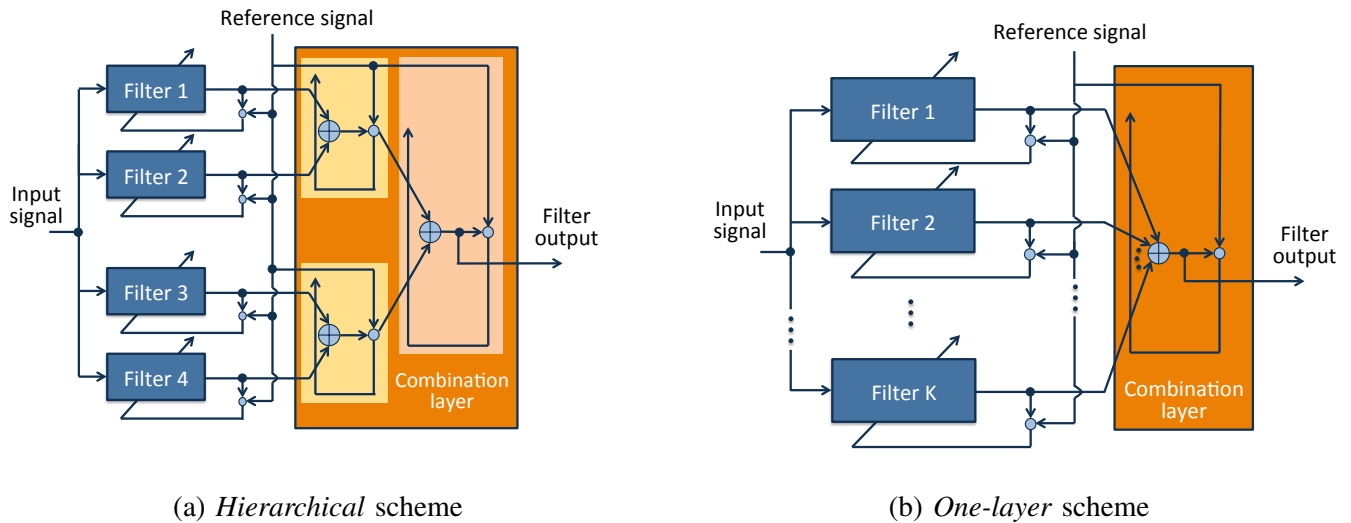 Reference signal
Filter 1
Filter 2
Input
signal
Filter
output
Filter 3
Filter 4
Combination
layer
(a) Hierarchical scheme
Reference signal
Filter 1
Filter 2
Input
signal
Filter
output
Filter K
Combination
layer
(b) One-layer scheme